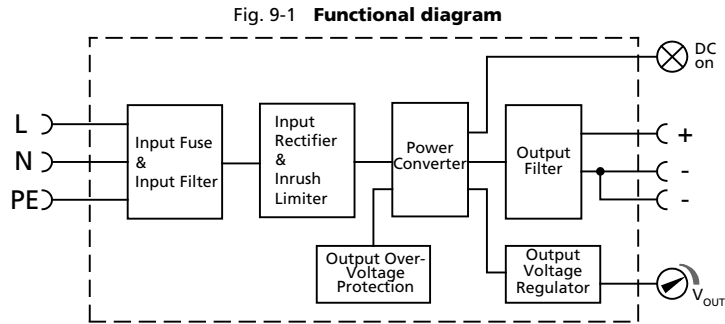 Fig. 9-1 Functional diagram
DC
on
L
N
PE
Input Fuse
&
Input Filter
Input
Rectifier
&
Inrush
Limiter
Power
Converter
Output
Filter
+
-
-
Output Over-
Voltage
Protection
Output
Voltage
Regulator
VOUT